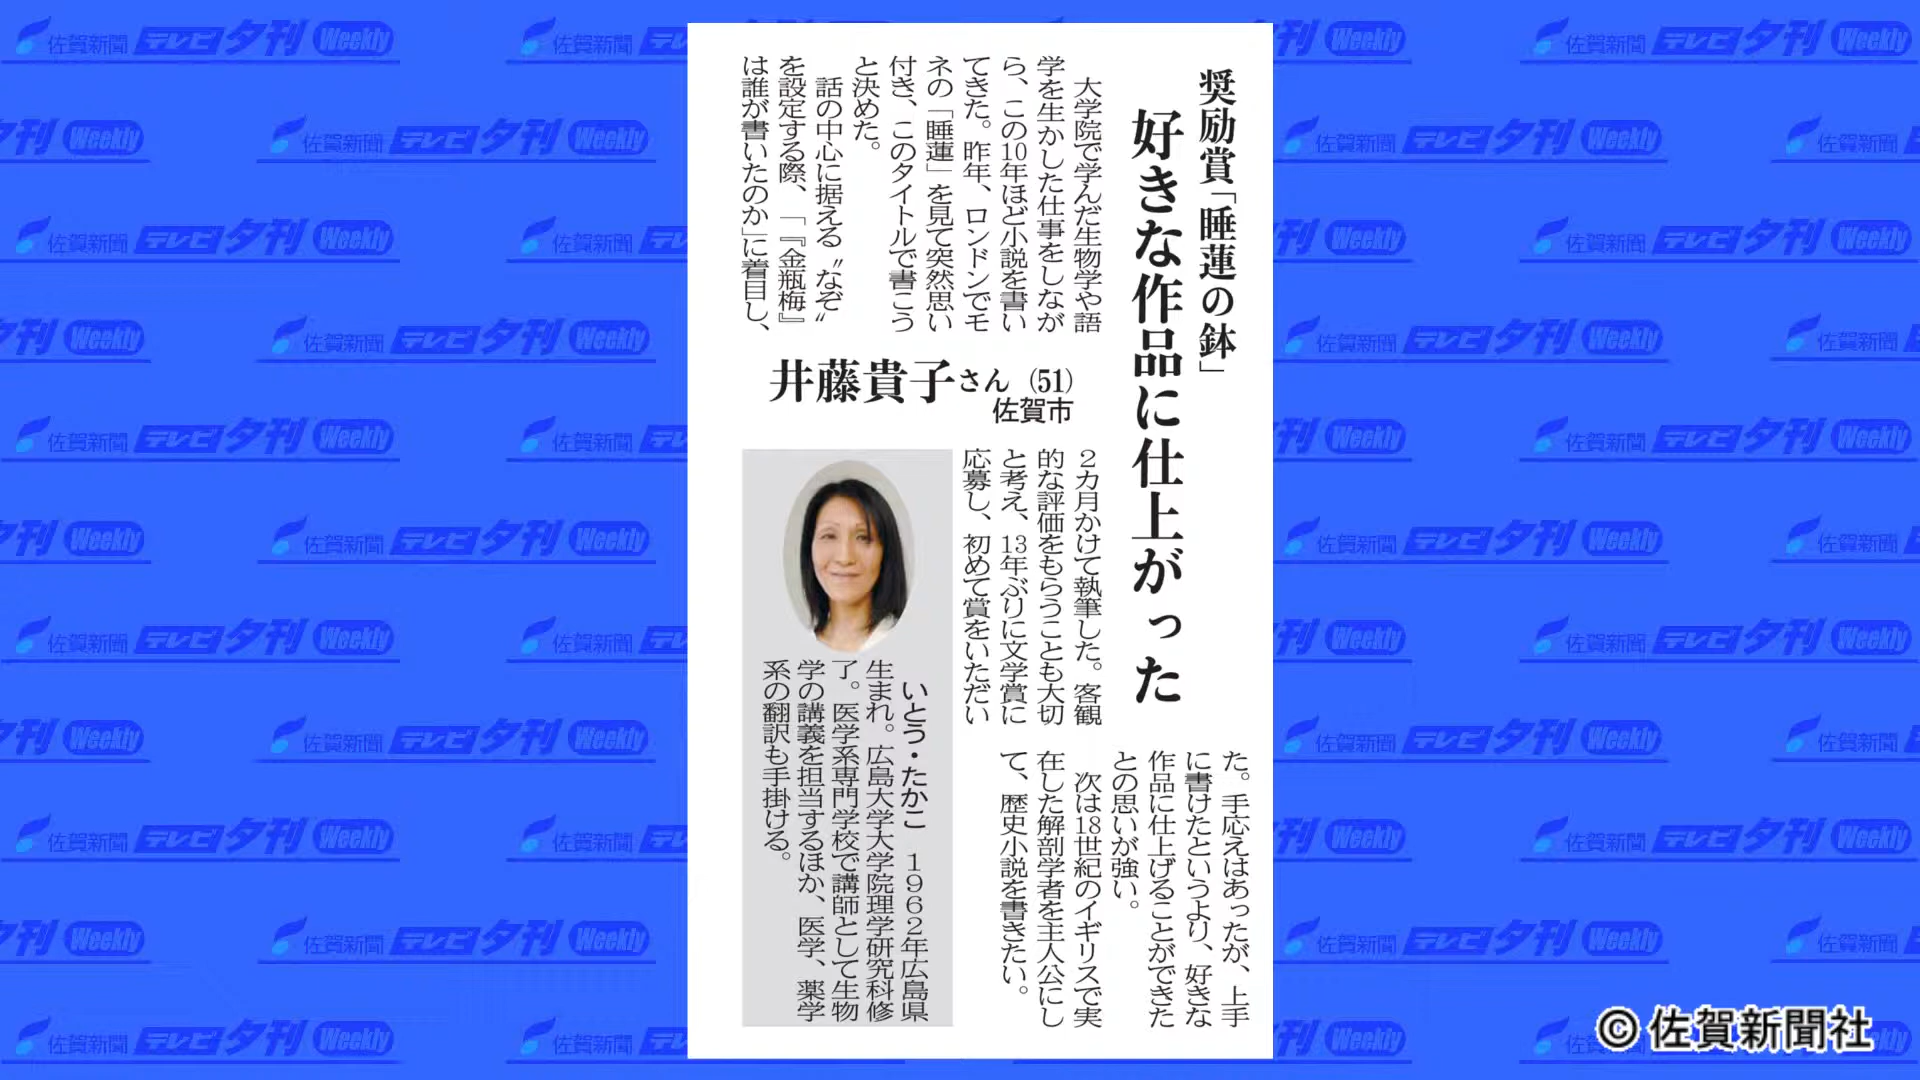 奨励賞「睡蓮の鉢」
好きな作品に仕上がった
大学院で学んだ生物学や語
学を生かした仕事をしなが
ら、この10年ほど小説を書い
てきた。昨年、ロンドンでモ
ネの「睡蓮」を見て突然思い
付き、このタイトルで書こう
と決めた。
話の中心に据える〝なぞ〟
を設定する際、「『金瓶梅』
は誰が書いたのか」に着目し、
井藤貴子さん(51)
佐賀市
2カ月かけて執筆した。客観
的な評価をもらうことも大切
と考え、13年ぶりに文学賞に
応募し、初めて賞をいただい
た。手応えはあったが、上手
に書けたというより、好きな
作品に仕上げることができた
との思いが強い。
次は18世紀のイギリスで実
在した解剖学者を主人公にし
て、歴史小説を書きたい。
いとう・たかこ 1962年広島県
生まれ。広島大学大学院理学研究科修
了。医学系専門学校で講師として生物
学の講義を担当するほか、医学、薬学
系の翻訳も手掛ける。
佐賀新聞 テレビ夕刊 Weekly
© 佐賀新聞社